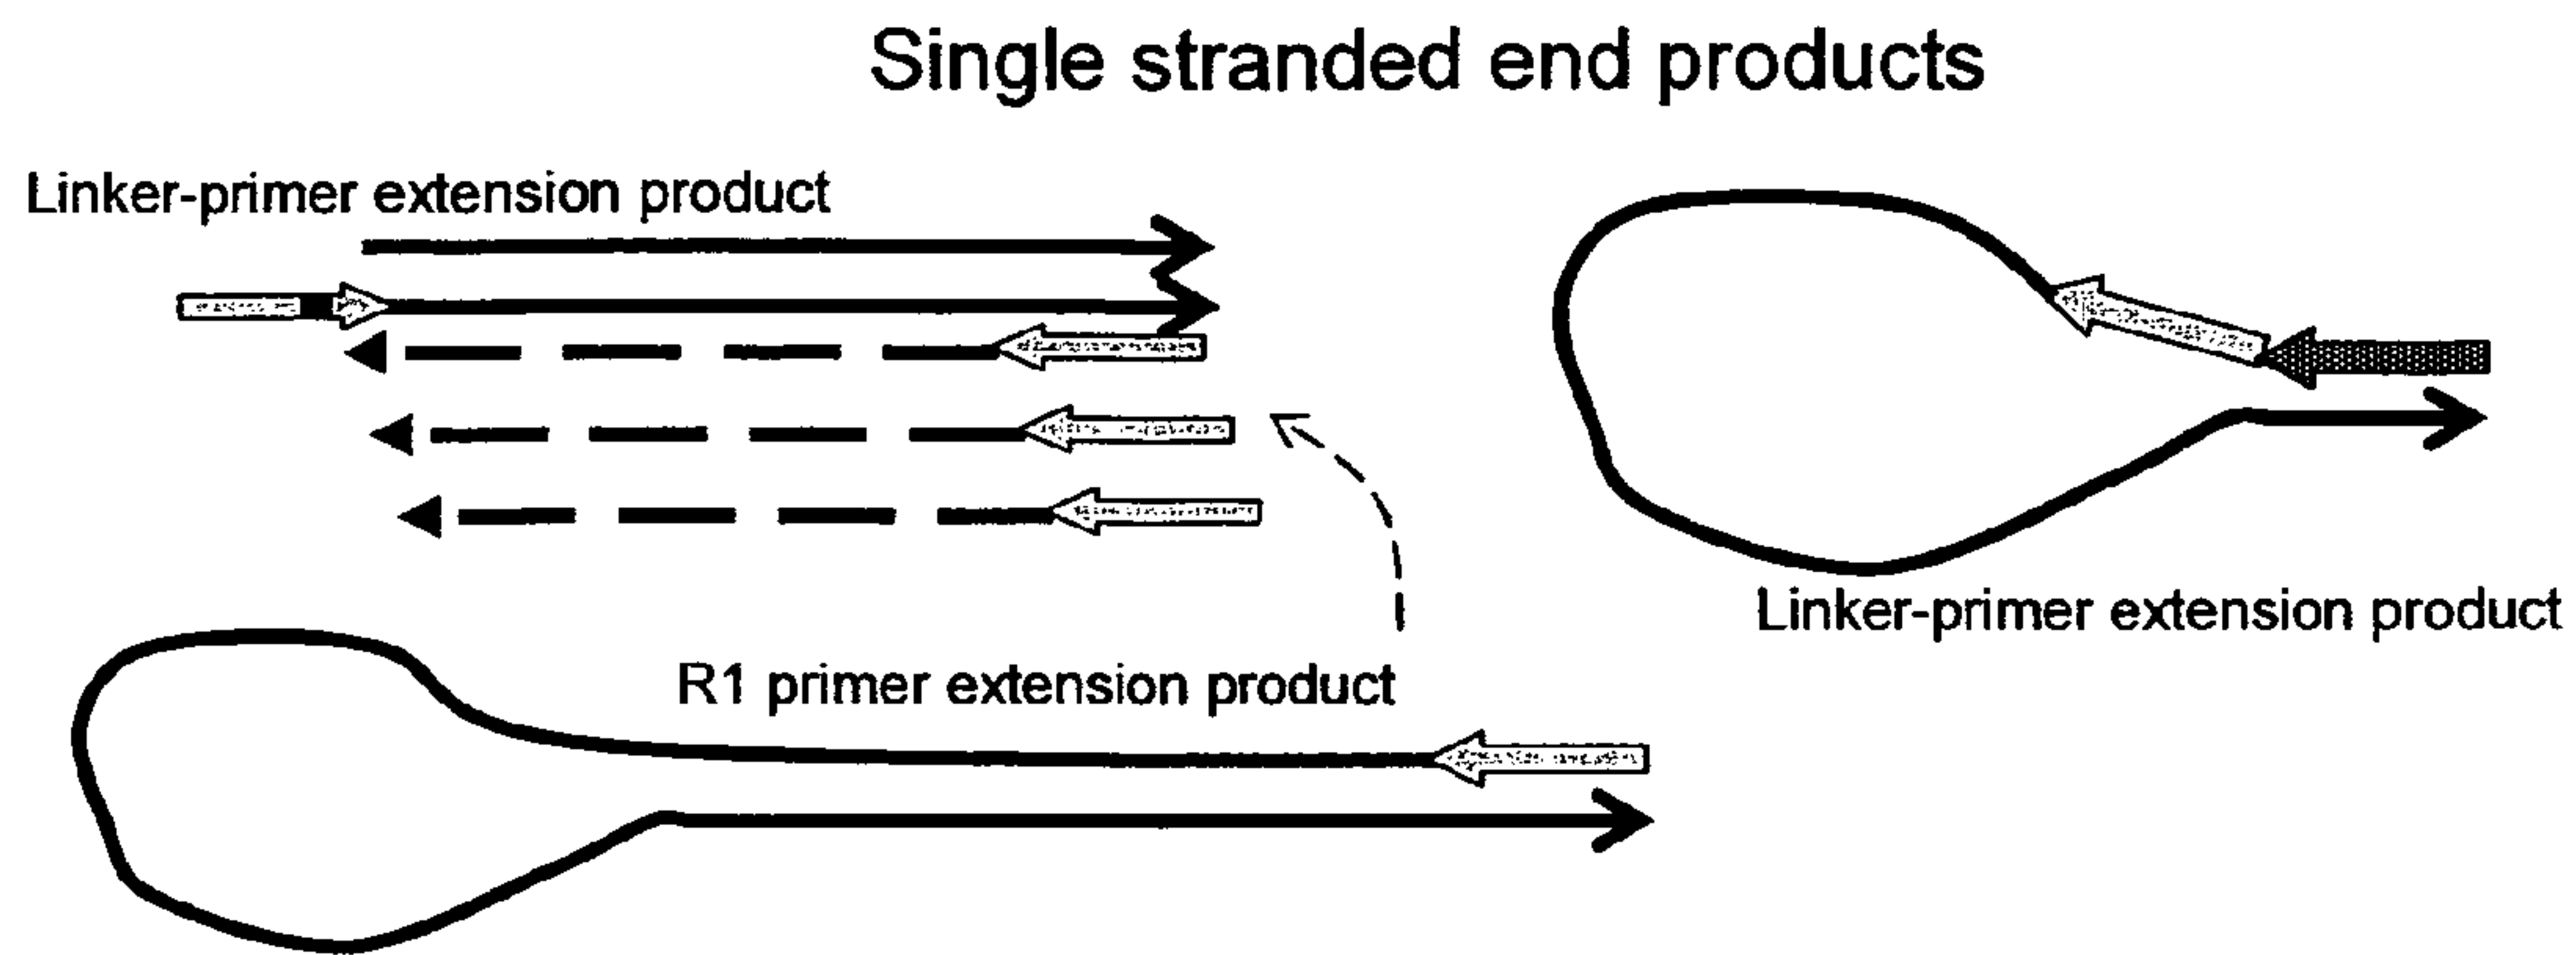 Single stranded end products
Linker-primer extension product
Linker-primer extension product
R1 primer extension product